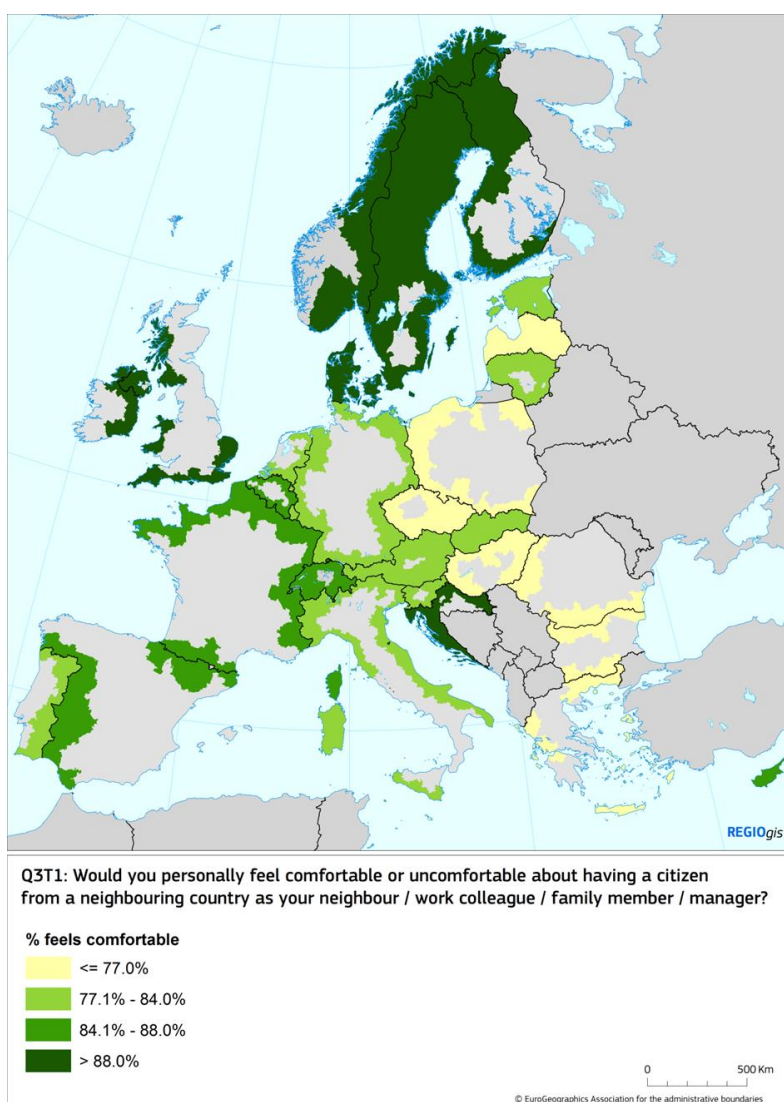 REGIOgis
Q3T1: Would you personally feel comfortable or uncomfortable about having a citizen
from a neighbouring country as your neighbour / work colleague / family member / manager?
% feels comfortable
<= 77.0%
77.1% - 84.0%
84.1% - 88.0%
> 88.0%
0 500 Km
© EuroGeographics Association for the administrative boundaries